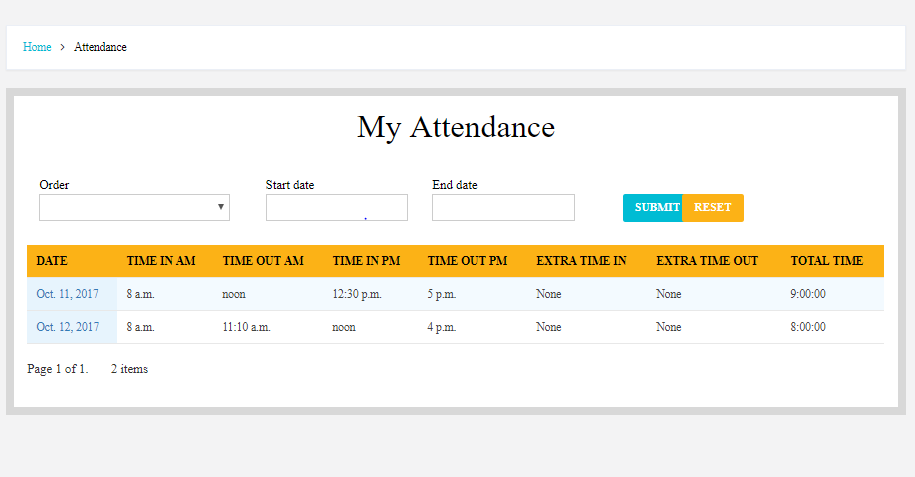 Home > Attendance
My Attendance
Order Start date End date
SUBMIT RESET
DATE TIME IN AM TIME OUT AM TIME IN PM TIME OUT PM EXTRA TIME IN EXTRA TIME OUT TOTAL TIME
Oct. 11, 2017 8 a.m. noon 12:30 p.m. 5 p.m. None None 9:00:00
Oct. 12, 2017 8 a.m. 11:10 a.m. noon 4 p.m. None None 8:00:00
Page 1 of 1. 2 items